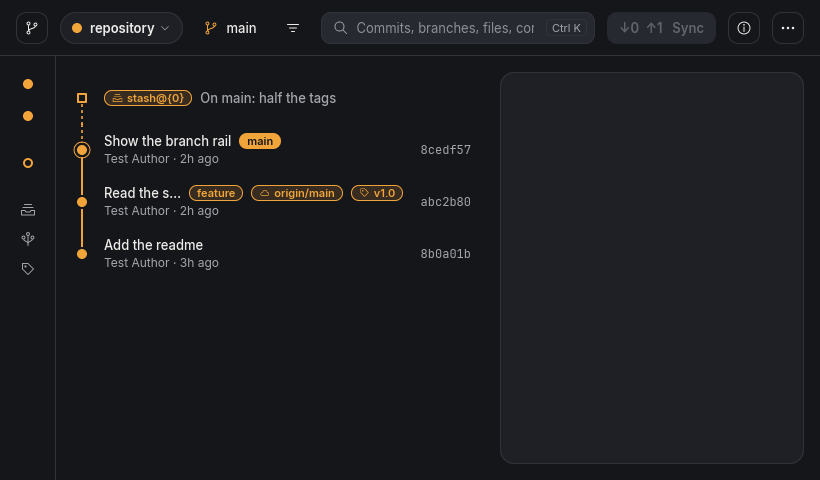 repository
main
Commits, branches, files, cor
Ctrl K
↓0 ↑1 Sync
stash@{0} On main: half the tags
Show the branch rail main
Test Author · 2h ago
8cedf57
Read the s... feature origin/main v1.0
Test Author · 2h ago
abc2b80
Add the readme
Test Author · 3h ago
8b0a01b